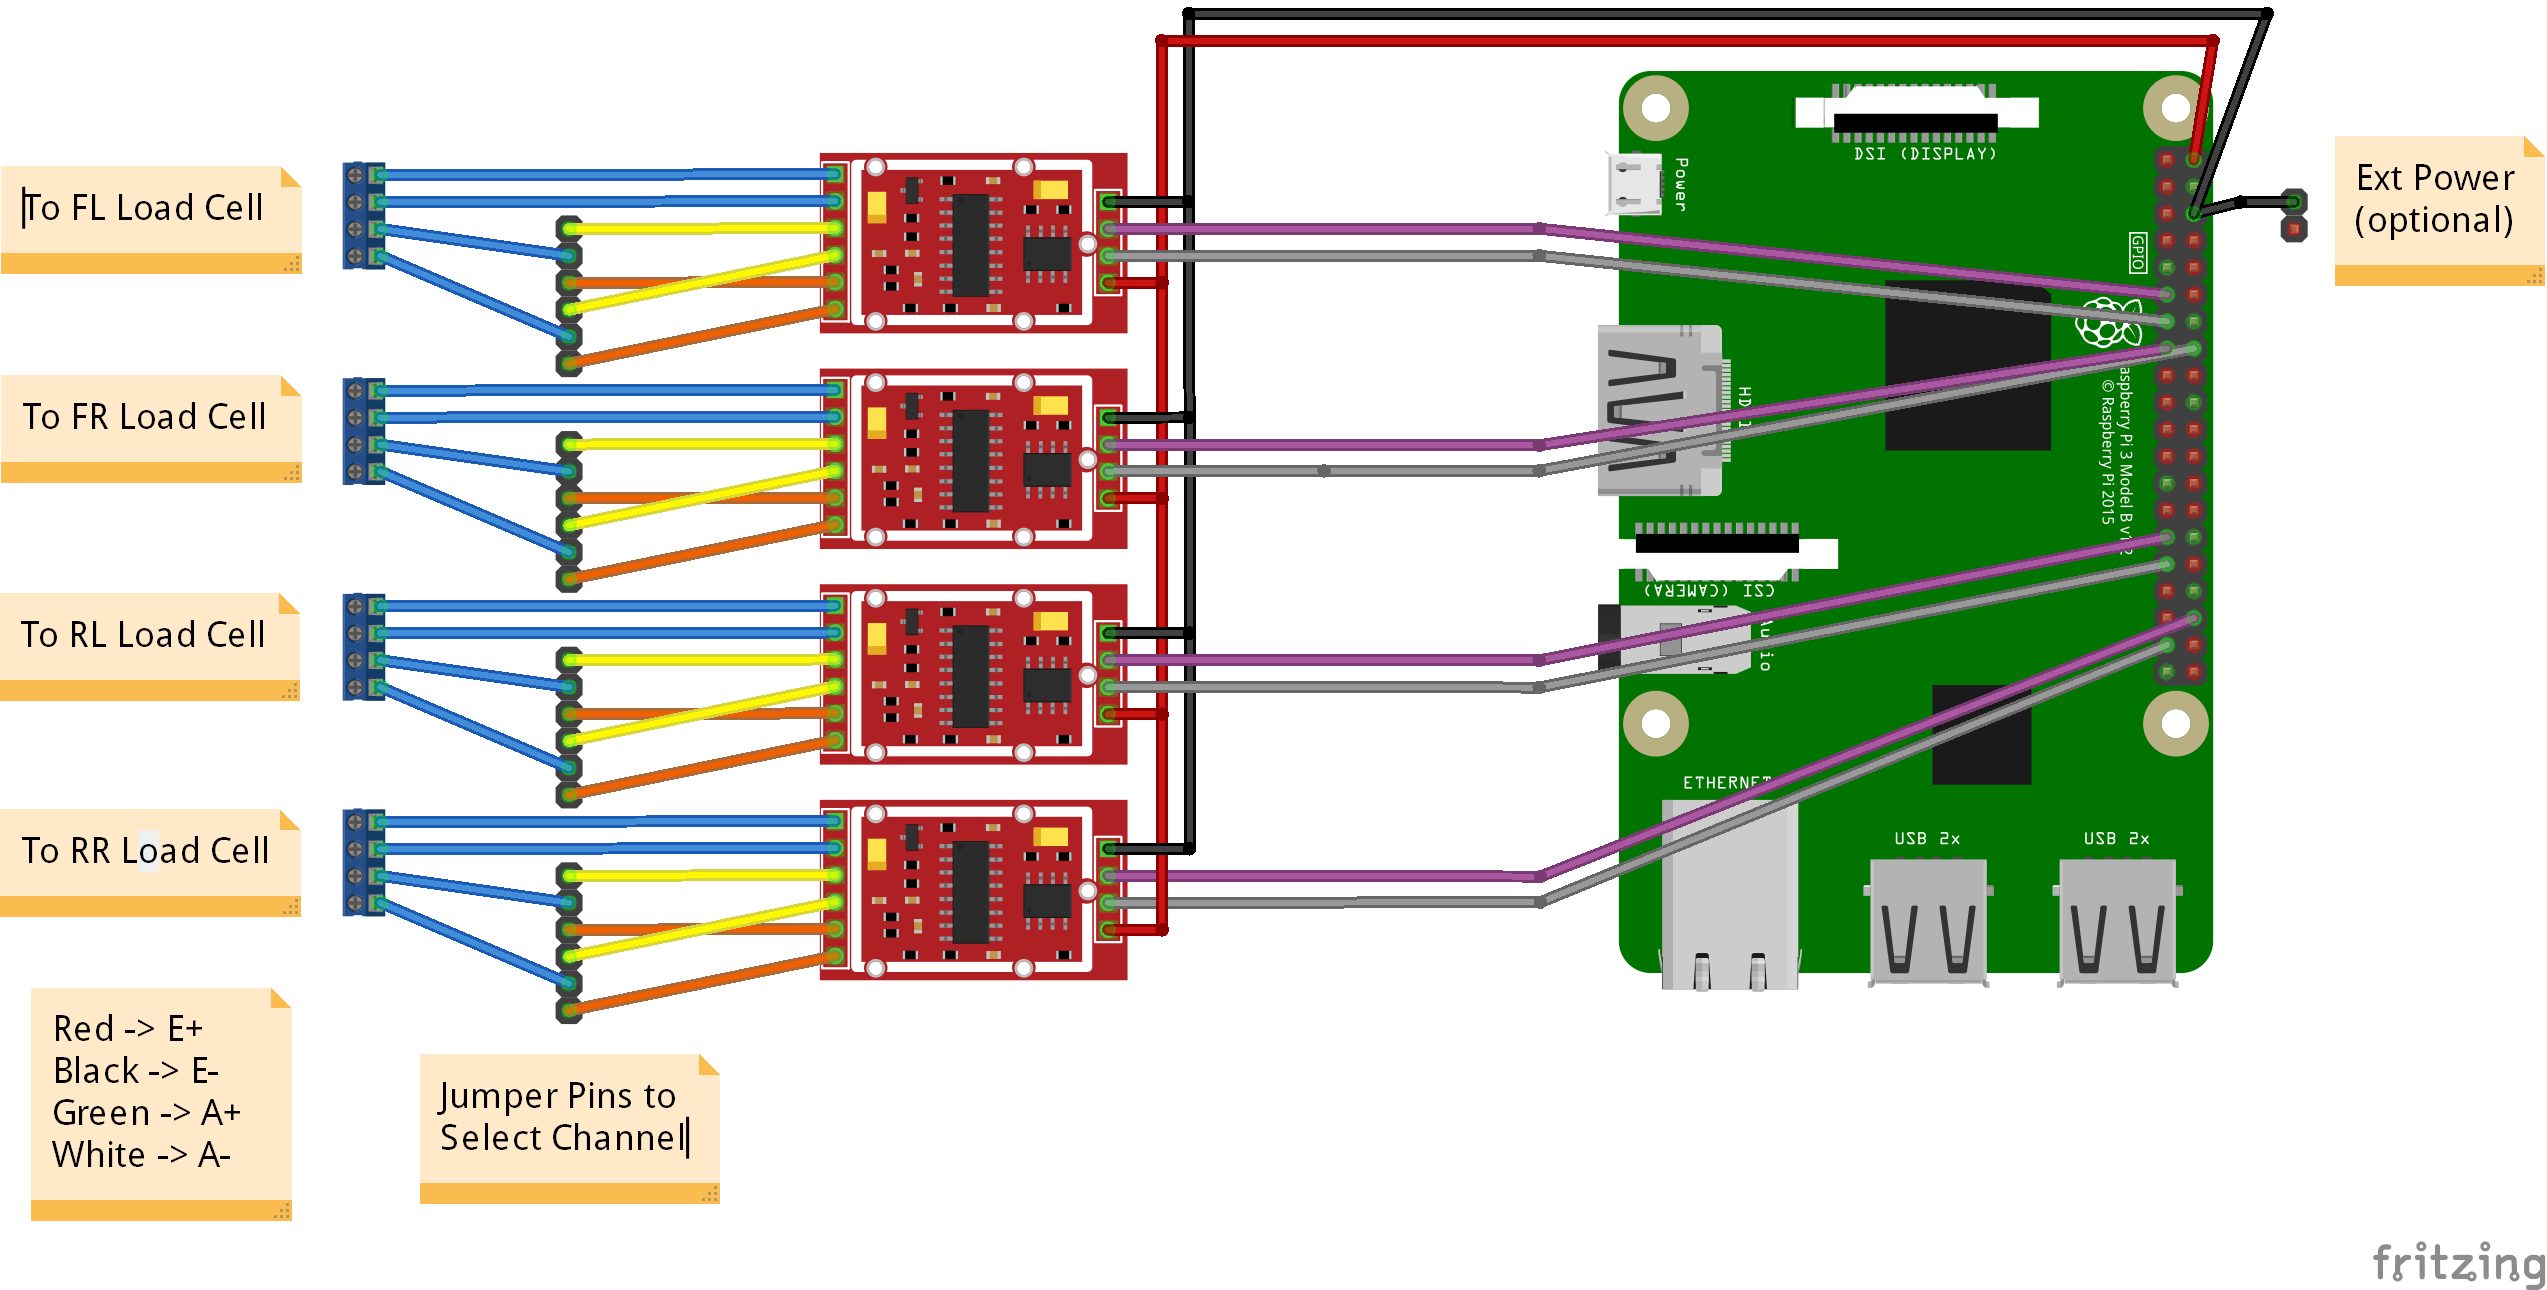 To FL Load Cell
To FR Load Cell
To RL Load Cell
To RR Load Cell
Red -> E+
Black -> E-
Green -> A+
White -> A-
Jumper Pins to
Select Channel
DSI (DISPLAY)
Power
GPIO
aspberry Pi 3 Model B v1.2
© Raspberry Pi 2015
HD
CSI (CAMERA)
Audio
ETHERNET
USB 2x
USB 2x
Ext Power
(optional)
fritzing